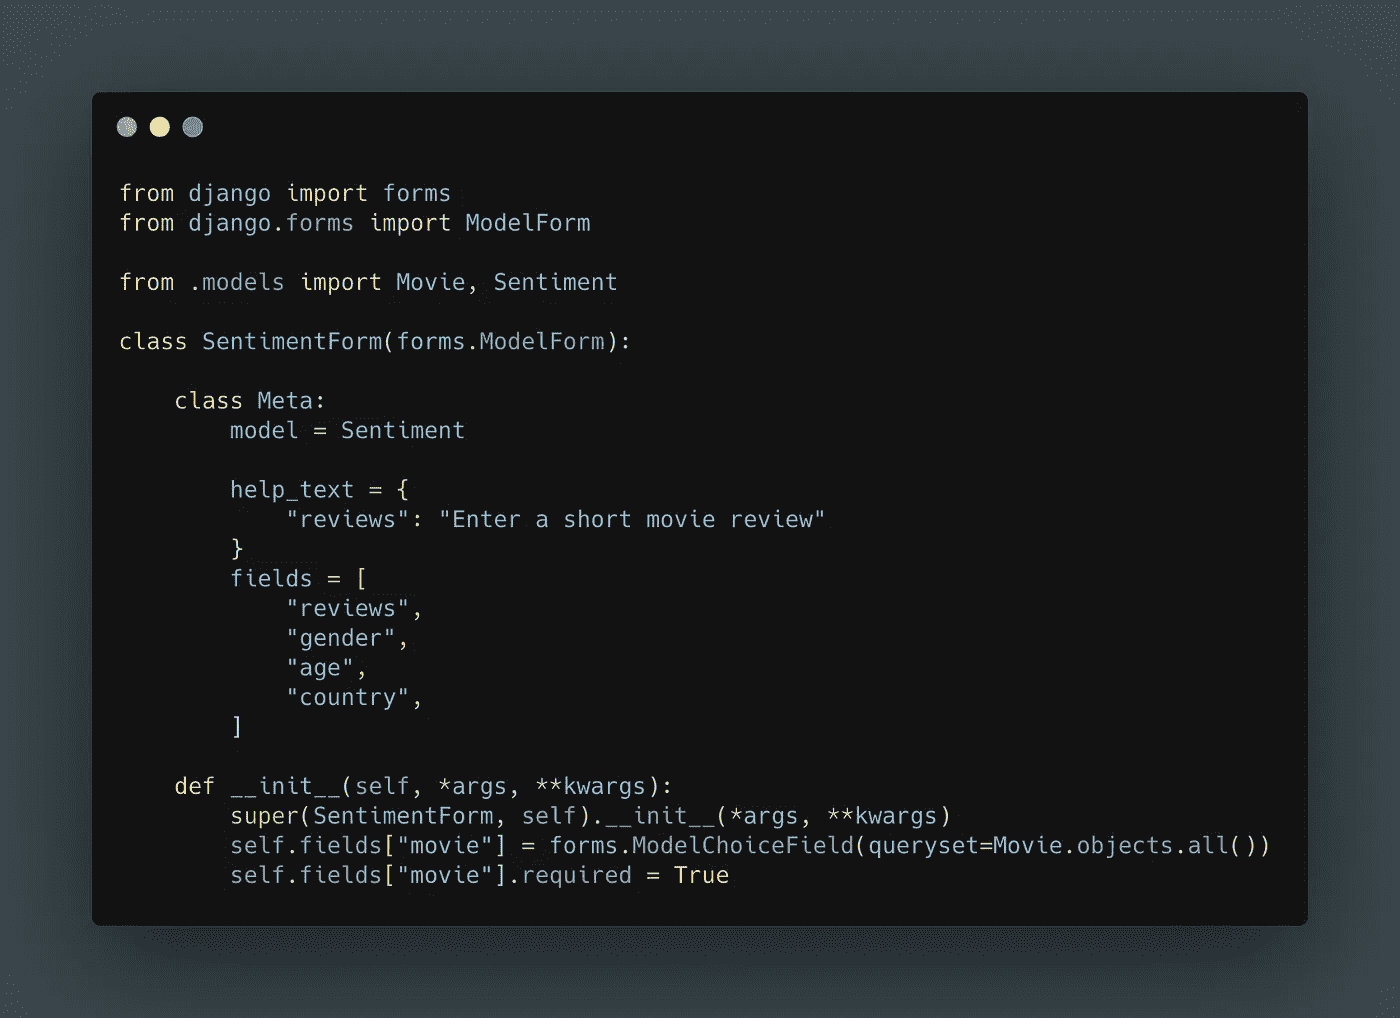 from django import forms
from django.forms import ModelForm
from .models import Movie, Sentiment
class SentimentForm(forms.ModelForm):
    class Meta:
        model = Sentiment
        help_text = {
            "reviews": "Enter a short movie review"
        }
        fields = [
            "reviews",
            "gender",
            "age",
            "country",
        ]
    def __init__(self, *args, **kwargs):
        super(SentimentForm, self).__init__(*args, **kwargs)
        self.fields["movie"] = forms.ModelChoiceField(queryset=Movie.objects.all())
        self.fields["movie"].required = True